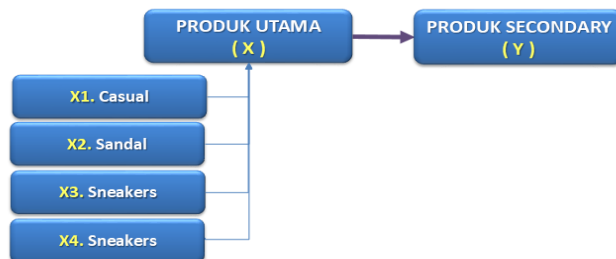 PRODUK UTAMA
( X )
PRODUK SECONDARY
( Y )
X1. Casual
X2. Sandal
X3. Sneakers
X4. Sneakers